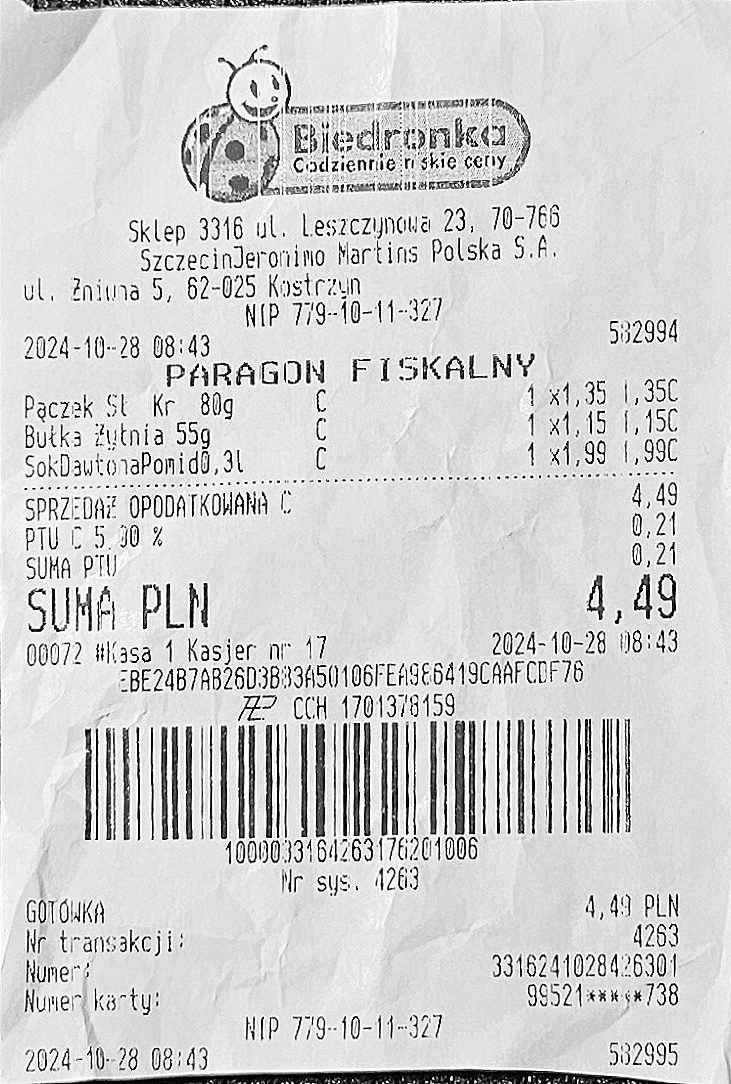 Biedronka
Codziennie niskie ceny
Sklep 3316 ul. Leszczynowa 23, 70-766
SzczecinJeronimo Martins Polska S.A.
ul. Żniwna 5, 62-025 Kostrzyn
NIP 779-10-11-327
2024-10-28 08:43 582994
PARAGON FISKALNY
Pączek St Kr 80g C 1 x1,35 1,35C
Bułka Żytnia 55g C 1 x1,15 1,15C
SokDawtonaPomid0,3l C 1 x1,99 1,99C
SPRZEDAŻ OPODATKOWANA C 4,49
PTU C 5,00 % 0,21
SUMA PTU 0,21
SUMA PLN 4,49
00072 #Kasa 1 Kasjer nr 17 2024-10-28 08:43
EBE24B7AB26D3B83A50106FEA986419CAAFCDF76
CCH 1701378159
1000033164263176201006
Nr sys. 4263
GOTÓWKA 4,49 PLN
Nr transakcji: 4263
Numer: 3316241028426301
Numer karty: 99521*****738
NIP 779-10-11-327
2024-10-28 08:43 582995